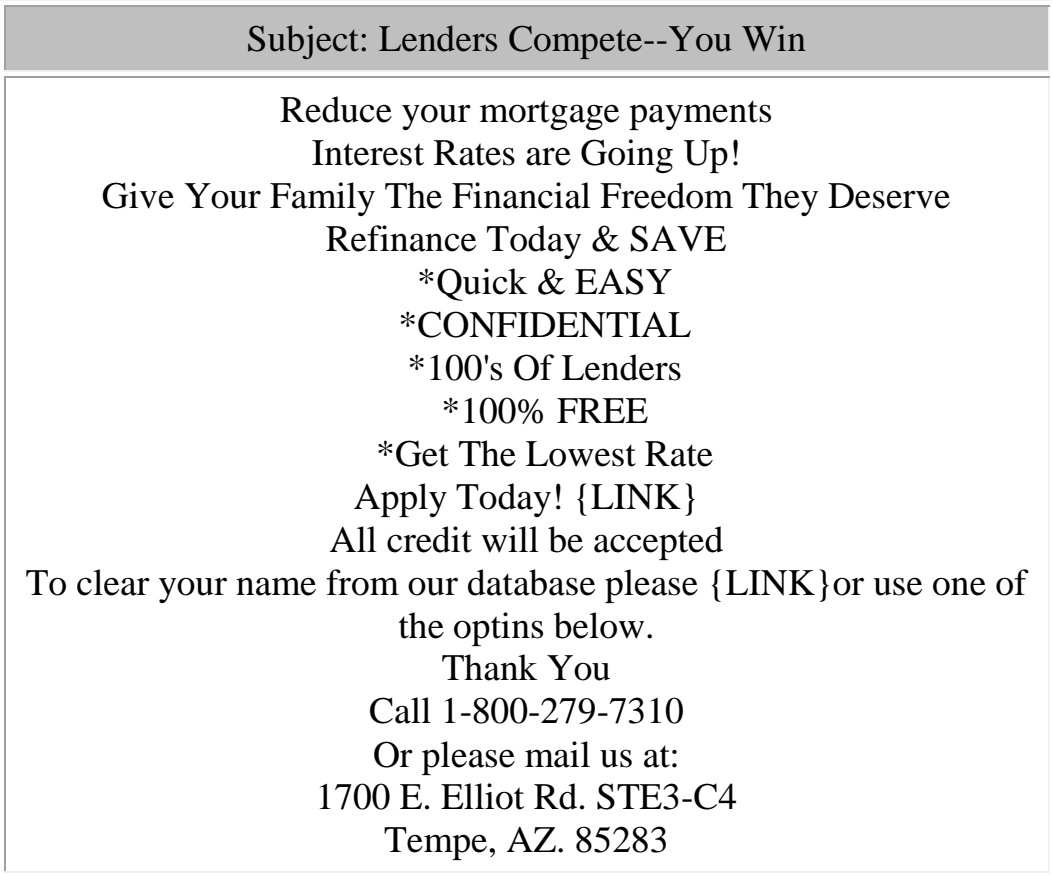 Subject: Lenders Compete--You Win
Reduce your mortgage payments
Interest Rates are Going Up!
Give Your Family The Financial Freedom They Deserve
Refinance Today & SAVE
*Quick & EASY
*CONFIDENTIAL
*100's Of Lenders
*100% FREE
*Get The Lowest Rate
Apply Today! {LINK}
All credit will be accepted
To clear your name from our database please {LINK}or use one of
the optins below.
Thank You
Call 1-800-279-7310
Or please mail us at:
1700 E. Elliot Rd. STE3-C4
Tempe, AZ. 85283